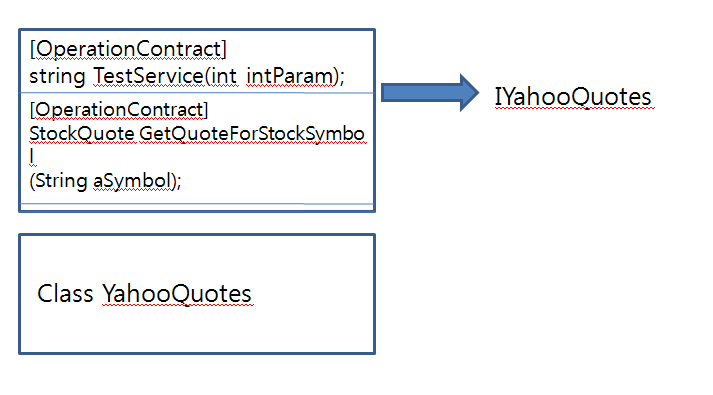 [OperationContract]
string TestService(int intParam);
IYahooQuotes
[OperationContract]
StockQuote GetQuoteForStockSymbo
l
(String aSymbol);
Class YahooQuotes